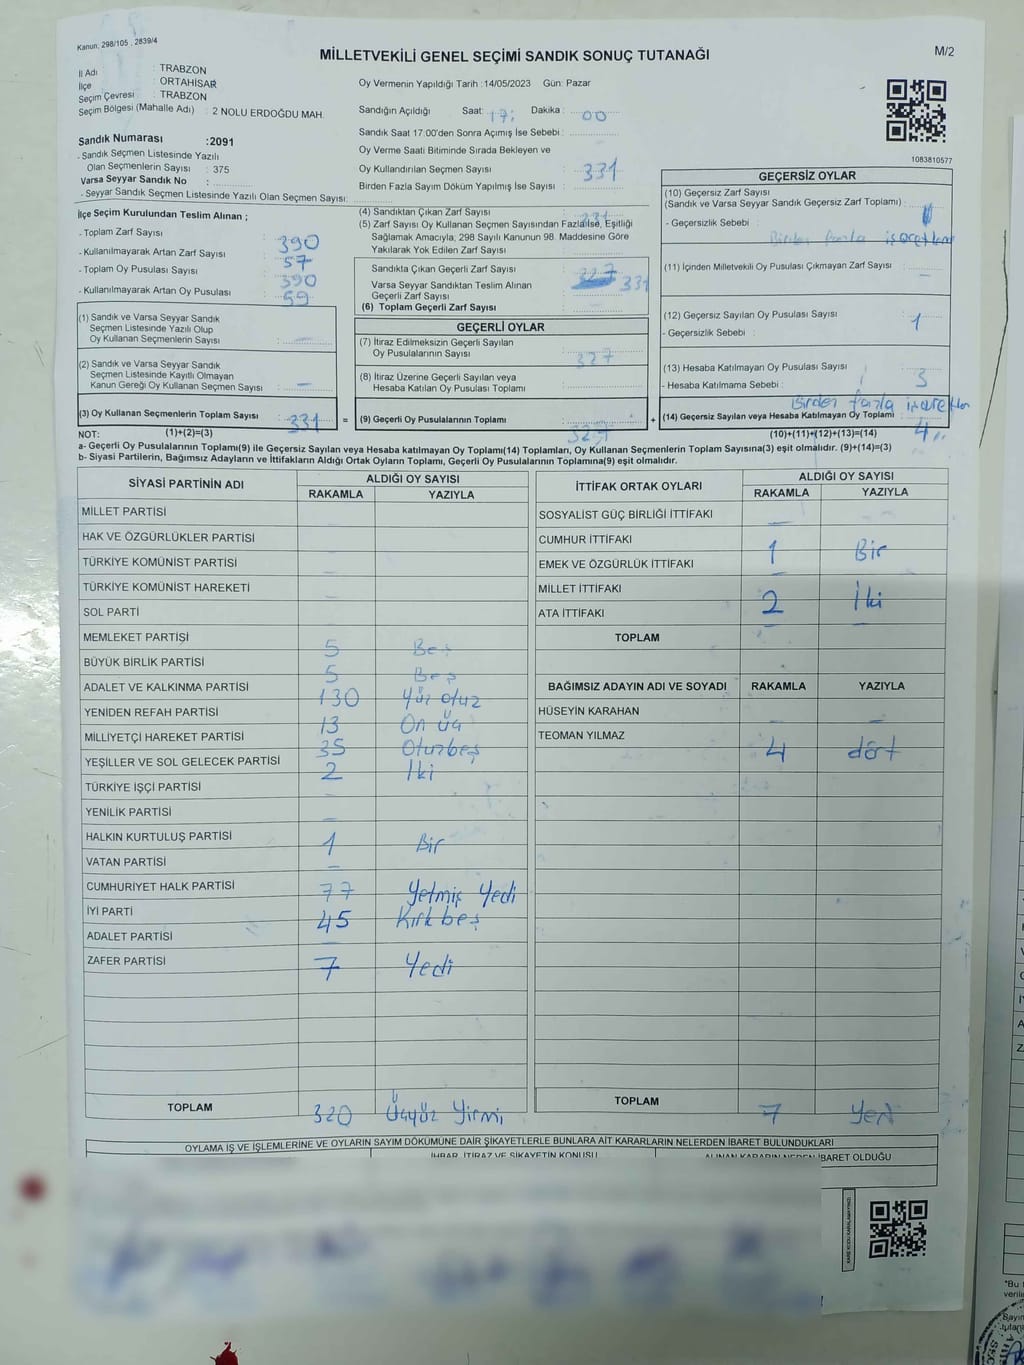 Kanun, 298/105 , 2839/4
MİLLETVEKİLİ GENEL SEÇİMİ SANDIK SONUÇ TUTANAĞI
M/2
İl Adı : TRABZON
İlçe : ORTAHİSAR
Seçim Çevresi : TRABZON
Seçim Bölgesi (Mahalle Adı) : 2 NOLU ERDOĞDU MAH.
Sandık Numarası :2091
- Sandık Seçmen Listesinde Yazılı
Olan Seçmenlerin Sayısı : 375
Varsa Seyyar Sandık No :
- Seyyar Sandık Seçmen Listesinde Yazılı Olan Seçmen Sayısı:
Oy Vermenin Yapıldığı Tarih :14/05/2023 Gün: Pazar
Sandığın Açıldığı Saat: 17: Dakika : 00
Sandık Saat 17:00'den Sonra Açımış İse Sebebi :
Oy Verme Saati Bitiminde Sırada Bekleyen ve
Oy Kullandırılan Seçmen Sayısı : 331
Birden Fazla Sayım Döküm Yapılmış İse Sayısı :
1083810577
İlçe Seçim Kurulundan Teslim Alınan ;
- Toplam Zarf Sayısı : 390
- Kullanılmayarak Artan Zarf Sayısı : 57
- Toplam Oy Pusulası Sayısı : 390
- Kullanılmayarak Artan Oy Pusulası : 59
(1) Sandık ve Varsa Seyyar Sandık
Seçmen Listesinde Yazılı Olup
Oy Kullanan Seçmenlerin Sayısı : –
(2) Sandık ve Varsa Seyyar Sandık
Seçmen Listesinde Kayıtlı Olmayan
Kanun Gereği Oy Kullanan Seçmen Sayısı : –
(3) Oy Kullanan Seçmenlerin Toplam Sayısı : 331 =
(1)+(2)=(3)
(4) Sandıktan Çıkan Zarf Sayısı : 331
(5) Zarf Sayısı Oy Kullanan Seçmen Sayısından Fazla İse, Eşitliği
Sağlamak Amacıyla, 298 Sayılı Kanunun 98. Maddesine Göre
Yakılarak Yok Edilen Zarf Sayısı :
Sandıkta Çıkan Geçerli Zarf Sayısı : 327
Varsa Seyyar Sandıktan Teslim Alınan 331
Geçerli Zarf Sayısı :
(6) Toplam Geçerli Zarf Sayısı :
GEÇERLİ OYLAR
(7) İtiraz Edilmeksizin Geçerli Sayılan
Oy Pusulalarının Sayısı : 327
(8) İtiraz Üzerine Geçerli Sayılan veya
Hesaba Katılan Oy Pusulası Toplamı :
(9) Geçerli Oy Pusulalarının Toplamı : 327 +
GEÇERSİZ OYLAR
(10) Geçersiz Zarf Sayısı
(Sandık ve Varsa Seyyar Sandık Geçersiz Zarf Toplamı) :
- Geçersizlik Sebebi :
Birden fazla işaretlem
(11) İçinden Milletvekili Oy Pusulası Çıkmayan Zarf Sayısı : –
(12) Geçersiz Sayılan Oy Pusulası Sayısı : 1
- Geçersizlik Sebebi :
(13) Hesaba Katılmayan Oy Pusulası Sayısı : 3
- Hesaba Katılmama Sebebi :
Birden fazla işaretlem
(14) Geçersiz Sayılan veya Hesaba Katılmayan Oy Toplamı : 4
(10)+(11)+(12)+(13)=(14)
NOT:
a- Geçerli Oy Pusulalarının Toplamı(9) ile Geçersiz Sayılan veya Hesaba katılmayan Oy Toplamı(14) Toplamları, Oy Kullanan Seçmenlerin Toplam Sayısına(3) eşit olmalıdır. (9)+(14)=(3)
b- Siyasi Partilerin, Bağımsız Adayların ve İttifakların Aldığı Ortak Oyların Toplamı, Geçerli Oy Pusulalarının Toplamına(9) eşit olmalıdır.
SİYASİ PARTİNİN ADI ALDIĞI OY SAYISI
RAKAMLA YAZIYLA
MİLLET PARTİSİ
HAK VE ÖZGÜRLÜKLER PARTİSİ
TÜRKİYE KOMÜNİST PARTİSİ
TÜRKİYE KOMÜNİST HAREKETİ
SOL PARTİ
MEMLEKET PARTİSİ 5 Beş
BÜYÜK BİRLİK PARTİSİ 5 Beş
ADALET VE KALKINMA PARTİSİ 130 Yüz otuz
YENİDEN REFAH PARTİSİ 13 On üç
MİLLİYETÇİ HAREKET PARTİSİ 35 Otuzbeş
YEŞİLLER VE SOL GELECEK PARTİSİ 2 İki
TÜRKİYE İŞÇİ PARTİSİ
YENİLİK PARTİSİ –
HALKIN KURTULUŞ PARTİSİ 1 Bir
VATAN PARTİSİ –
CUMHURİYET HALK PARTİSİ 77 Yetmiş Yedi
İYİ PARTİ 45 Kırk beş
ADALET PARTİSİ
ZAFER PARTİSİ 7 Yedi
TOPLAM 320 Üçyüz Yirmi
İTTİFAK ORTAK OYLARI ALDIĞI OY SAYISI
RAKAMLA YAZIYLA
SOSYALİST GÜÇ BİRLİĞİ İTTİFAKI –
CUMHUR İTTİFAKI 1 Bir
EMEK VE ÖZGÜRLÜK İTTİFAKI –
MİLLET İTTİFAKI 2 İki
ATA İTTİFAKI –
TOPLAM
BAĞIMSIZ ADAYIN ADI VE SOYADI RAKAMLA YAZIYLA
HÜSEYİN KARAHAN – –
TEOMAN YILMAZ 4 dört
TOPLAM 7 Yedi
OYLAMA İŞ VE İŞLEMLERİNE VE OYLARIN SAYIM DÖKÜMÜNE DAİR ŞİKAYETLERLE BUNLARA AİT KARARLARIN NELERDEN İBARET BULUNDUKLARI
İHBAR, İTİRAZ VE ŞİKAYETİN KONUSU
ALINAN KARARIN NEDEN İBARET OLDUĞU
KARE KODU KARALAMAYINIZ!